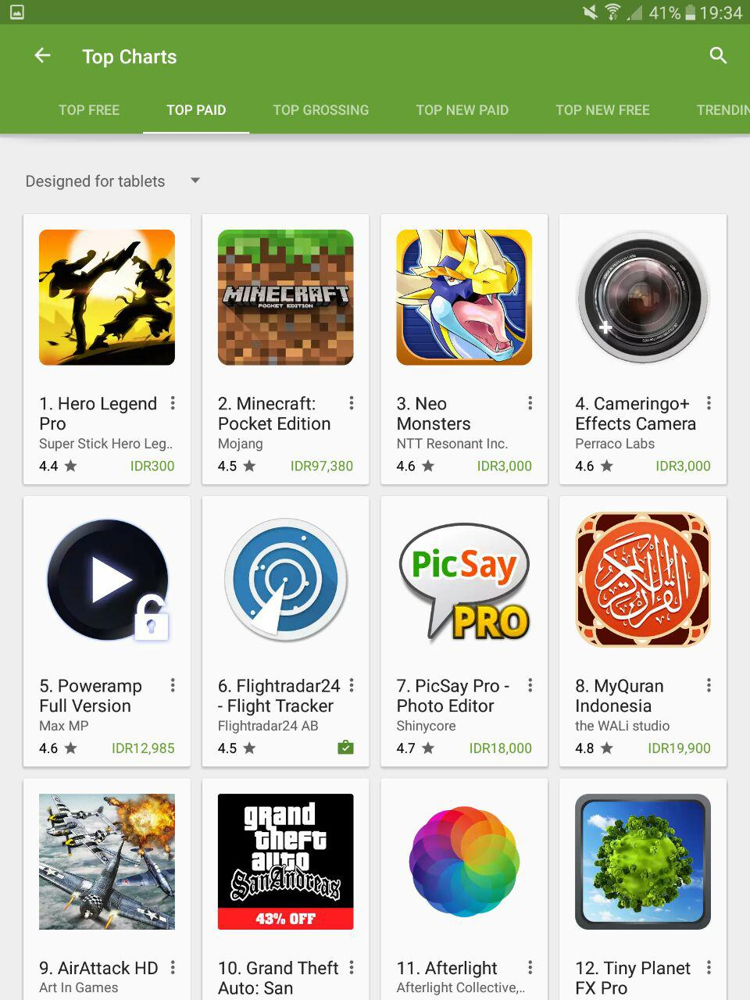 41% 19:34
Top Charts
TOP FREE TOP PAID TOP GROSSING TOP NEW PAID TOP NEW FREE TRENDIN
Designed for tablets
MINECRAFT
POCKET EDITION
1. Hero Legend Pro
Super Stick Hero Leg..
4.4 ★ IDR300
2. Minecraft: Pocket Edition
Mojang
4.5 ★ IDR97,380
3. Neo Monsters
NTT Resonant Inc.
4.6 ★ IDR3,000
4. Cameringo+ Effects Camera
Perraco Labs
4.6 ★ IDR3,000
5. Poweramp Full Version
Max MP
4.6 ★ IDR12,985
6. Flightradar24 - Flight Tracker
Flightradar24 AB
4.5 ★
PicSay
PRO
7. PicSay Pro - Photo Editor
Shinycore
4.7 ★ IDR18,000
القرآن الكريم
8. MyQuran Indonesia
the WALi studio
4.8 ★ IDR19,900
9. AirAttack HD
Art In Games
grand
theft
auto
San Andreas
43% OFF
10. Grand Theft Auto: San
11. Afterlight
Afterlight Collective,..
12. Tiny Planet FX Pro